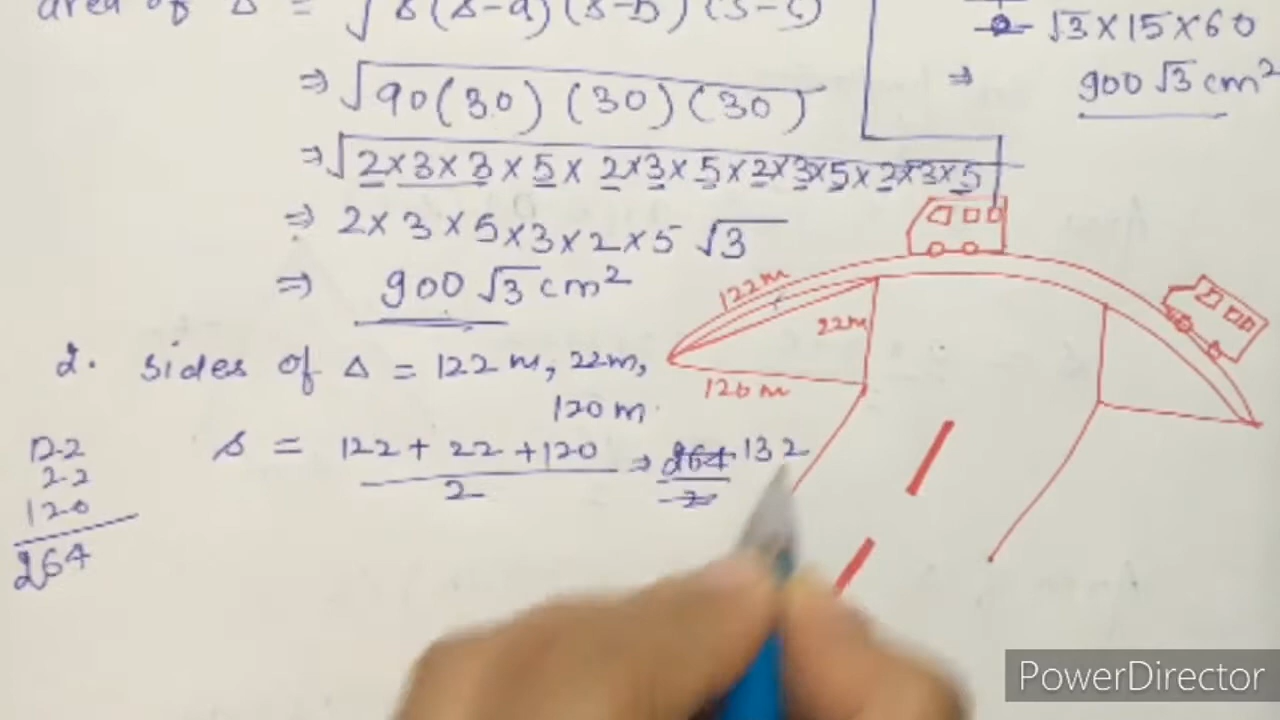 area of Δ = √s(s-a)(s-b)(s-c)
⇒ √90(30)(30)(30)
⇒ √2×3×3×5×2×3×5×2×3×5×2×3×5
⇒ 2×3×5×3×2×5 √3
⇒ 900 √3 cm²
√3×15×60
⇒ 900 √3 cm²
2. sides of Δ = 122 m, 22m,
120 m.
s = 122 + 22 + 120 / 2 ⇒ 264 / 2 132
122
22
120
264
122m
22m
120 m
PowerDirector